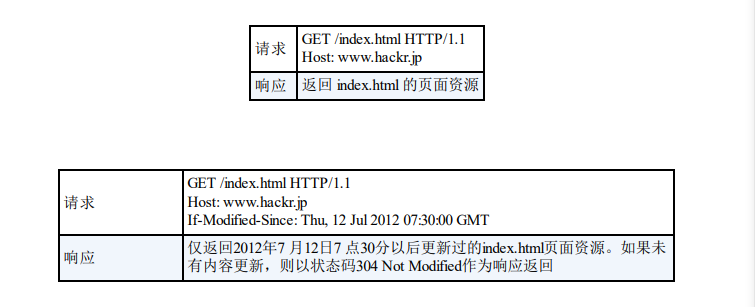 请求
GET /index.html HTTP/1.1
Host: www.hackr.jp
响应
返回 index.html 的页面资源
请求
GET /index.html HTTP/1.1
Host: www.hackr.jp
If-Modified-Since: Thu, 12 Jul 2012 07:30:00 GMT
响应
仅返回2012年7 月12日7 点30分以后更新过的index.html页面资源。如果未
有内容更新，则以状态码304 Not Modified作为响应返回